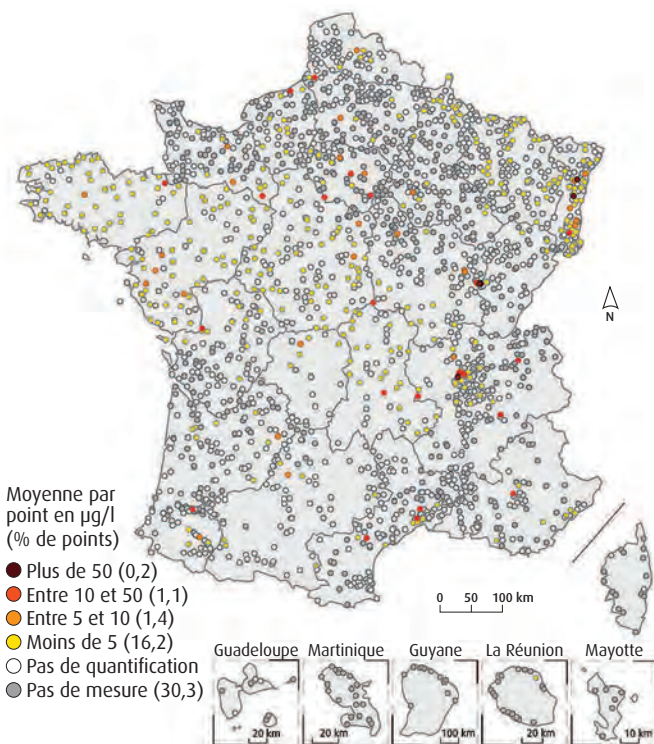 N
Moyenne par
point en µg/l
(% de points)
Plus de 50 (0,2)
Entre 10 et 50 (1,1)
Entre 5 et 10 (1,4)
Moins de 5 (16,2)
Pas de quantification
Pas de mesure (30,3)
0 50 100 km
Guadeloupe Martinique Guyane La Réunion Mayotte
20 km 20 km 100 km 20 km 10 km